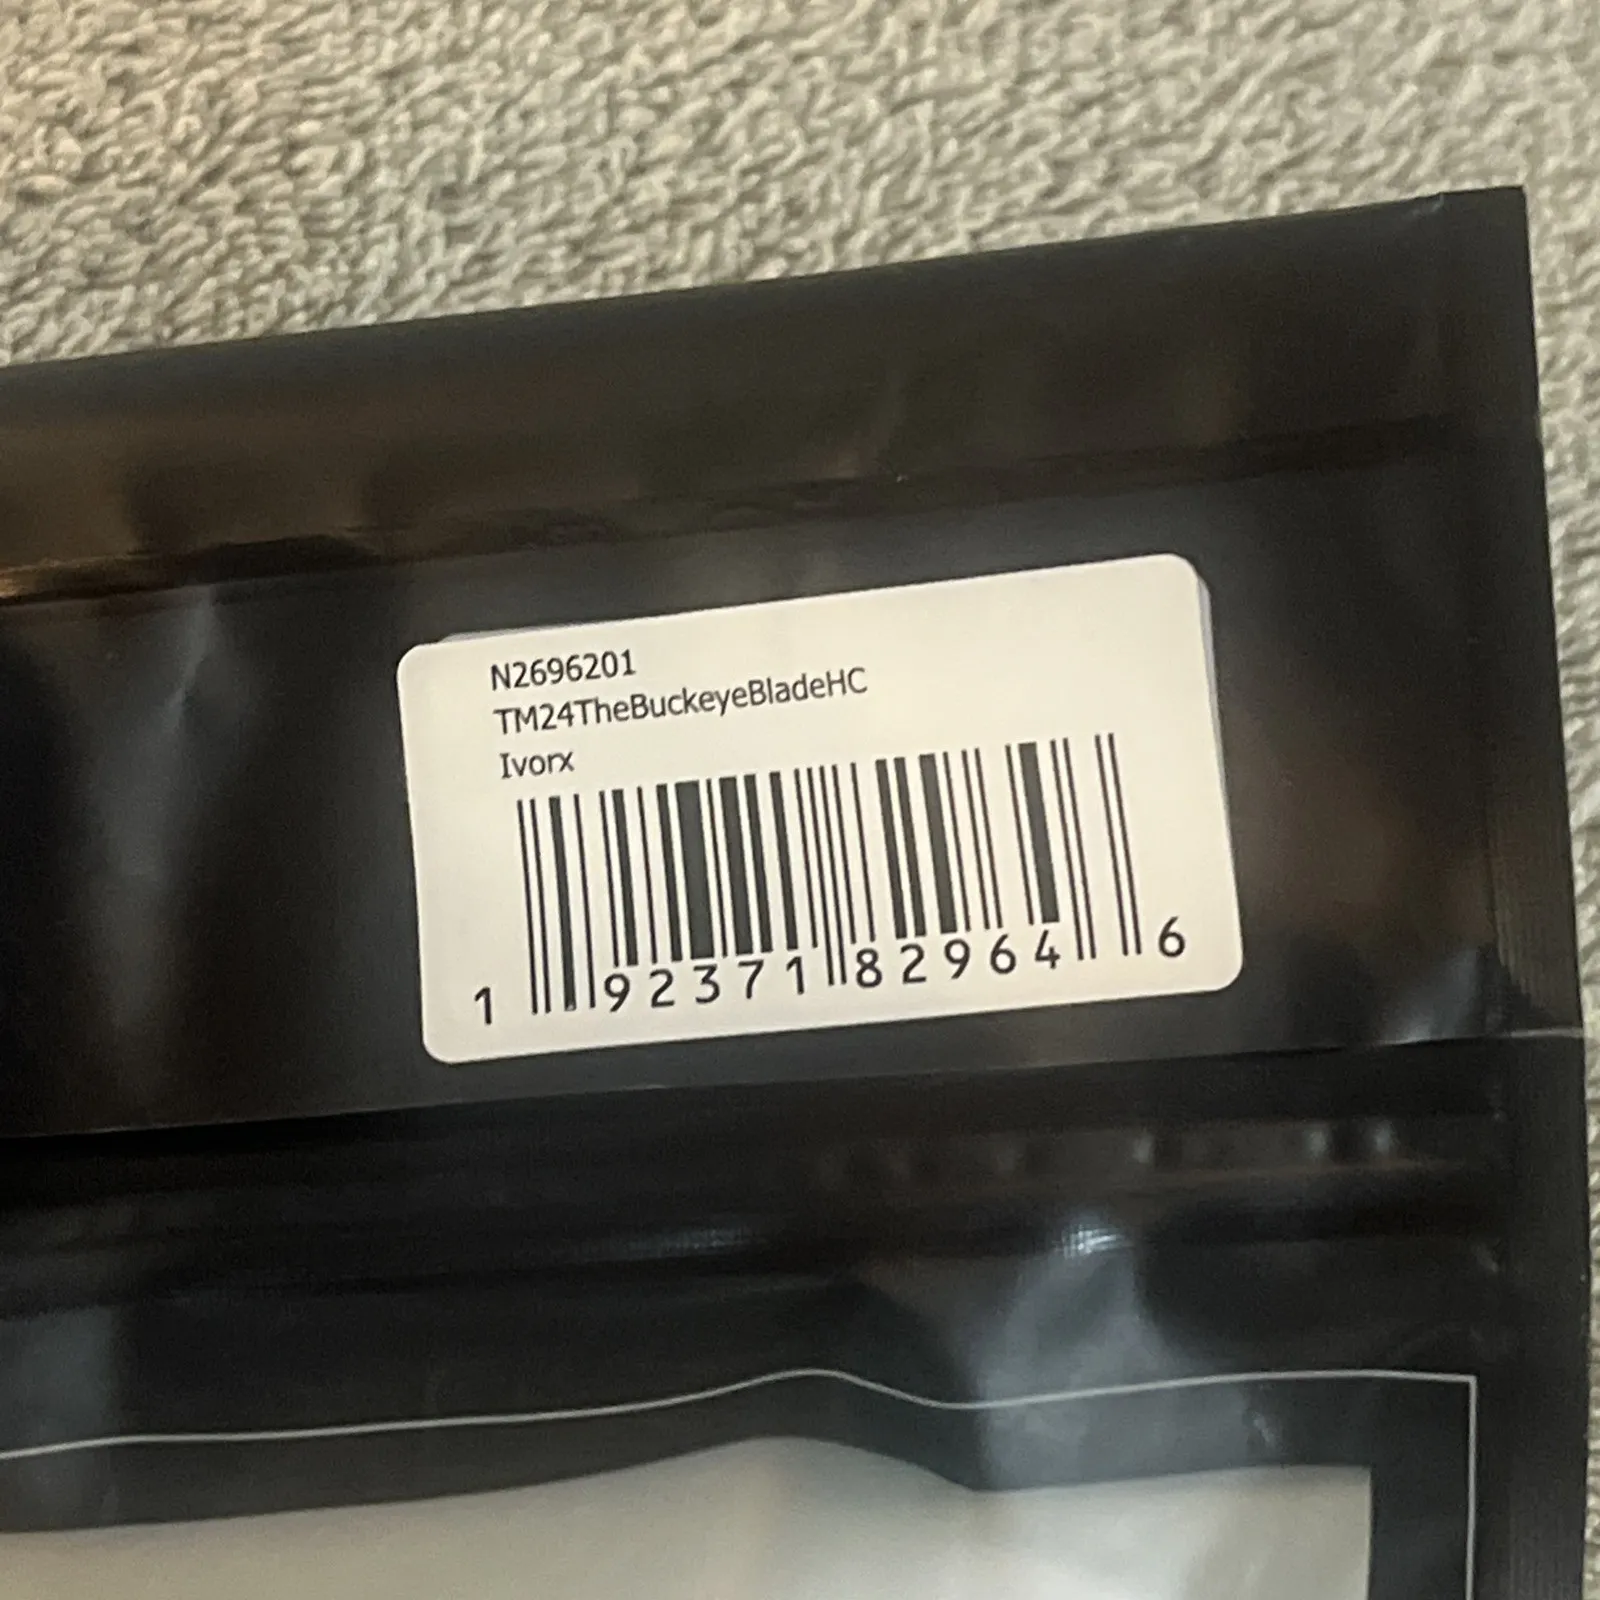 N2696201
TM24TheBuckeyeBladeHC
Ivorx
1 92371 82964 6